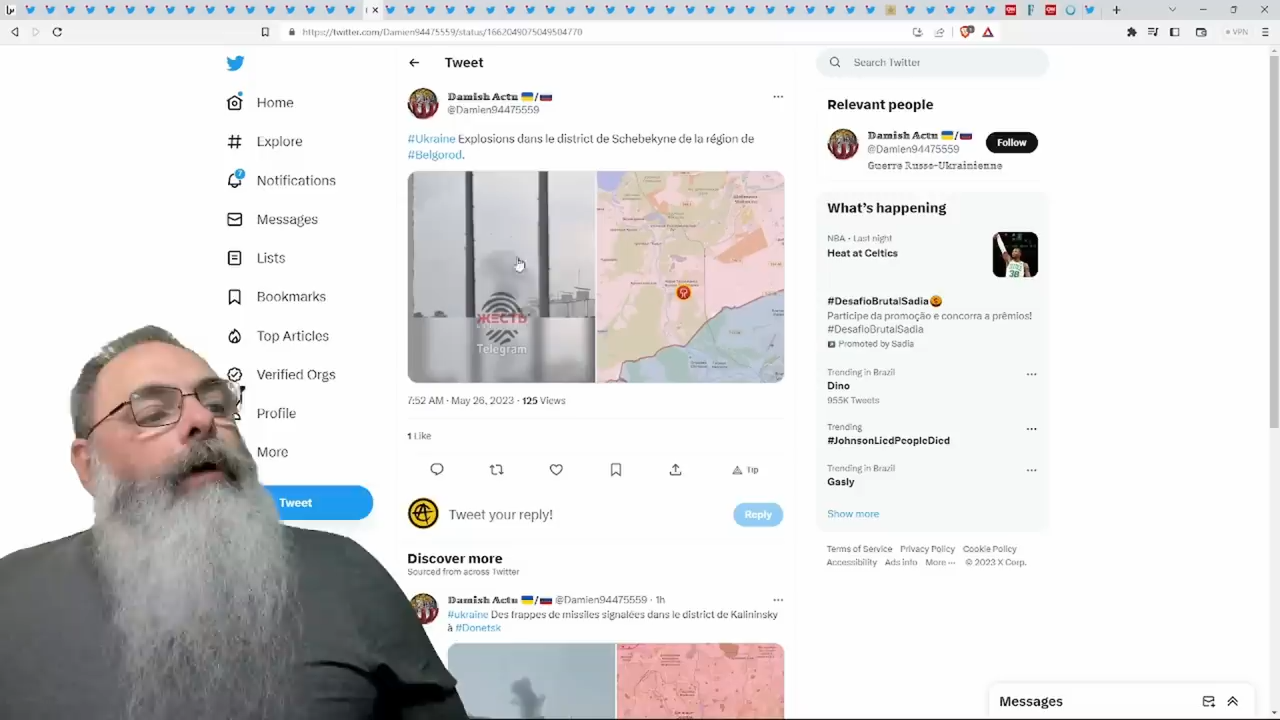 https://twitter.com/Damien94475559/status/1662049075049504770
VPN
Home
Explore
7
Notifications
Messages
Lists
Bookmarks
Top Articles
Verified Orgs
Profile
More
Tweet
Tweet
Damish Actu
@Damien94475559
#Ukraine Explosions dans le district de Schebekyne de la région de
#Belgorod.
ЖЕСТЬ
Telegram
7:52 AM · May 26, 2023 · 125 Views
1 Like
Tip
Tweet your reply!
Reply
Discover more
Sourced from across Twitter
Damish Actu @Damien94475559 · 1h
#ukraine Des frappes de missiles signalées dans le district de Kalininsky
à #Donetsk
Search Twitter
Relevant people
Damish Actu
@Damien94475559
Follow
Guerre Russo-Ukrainienne
What's happening
NBA · Last night
Heat at Celtics
#DesafioBrutalSadia
Participe da promoção e concorra a prêmios!
#DesafioBrutalSadia
Promoted by Sadia
Trending in Brazil
Dino
955K Tweets
Trending
#JohnsonLiedPeopleDied
Trending in Brazil
Gasly
Show more
Terms of Service Privacy Policy Cookie Policy
Accessibility Ads info More ··· © 2023 X Corp.
Messages